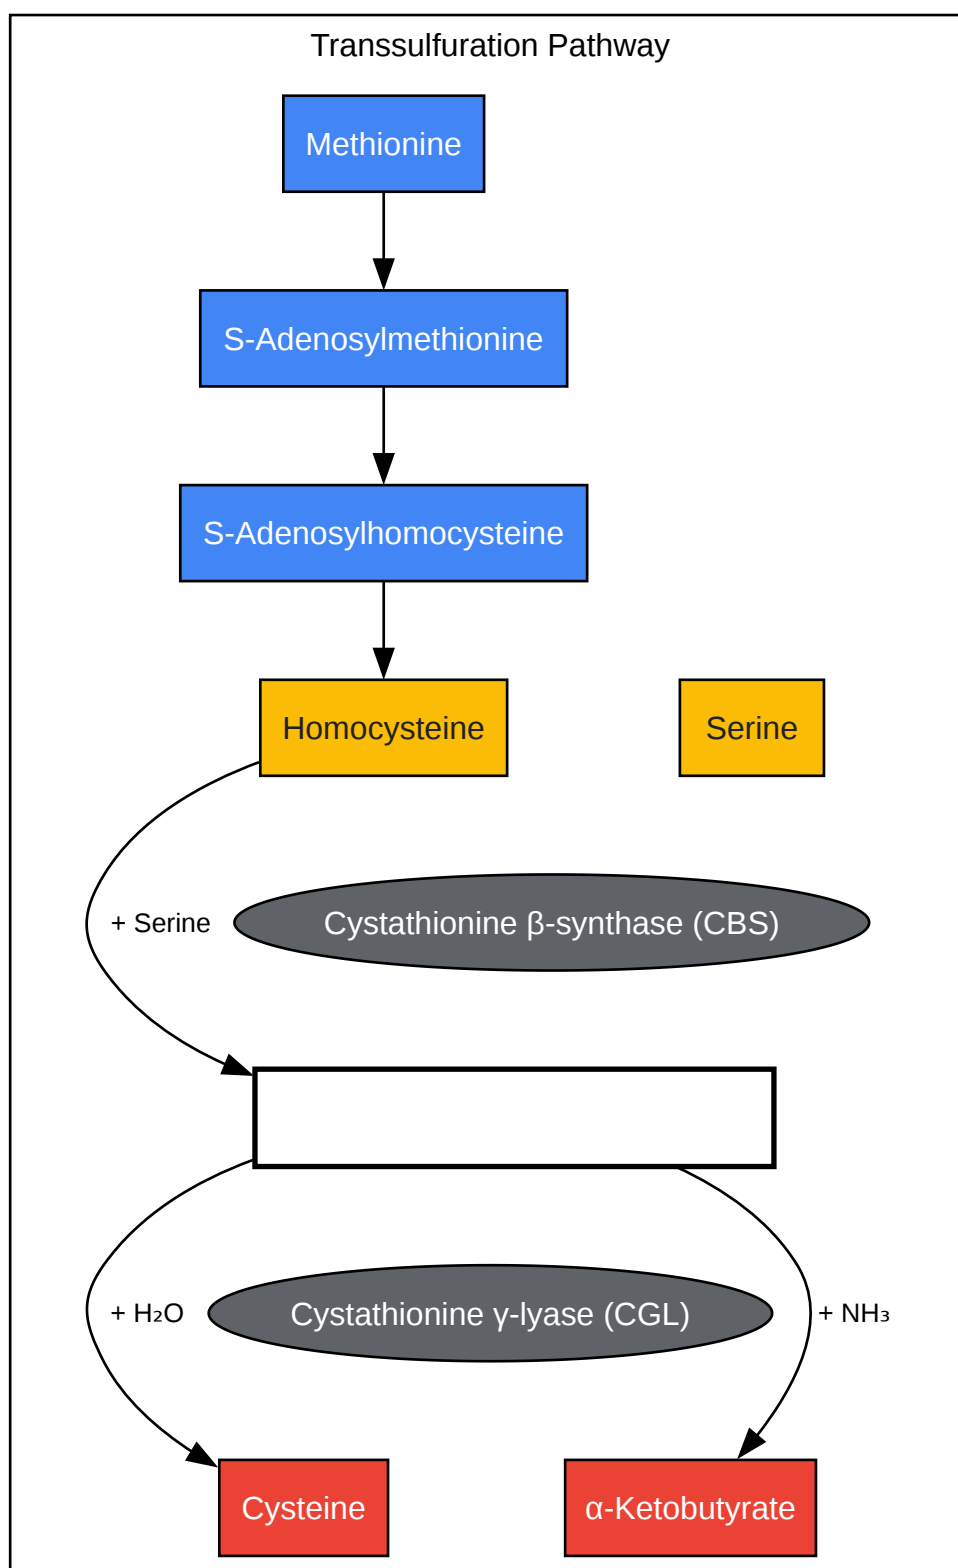 Transsulfuration Pathway
Methionine
S-Adenosylmethionine
S-Adenosylhomocysteine
Homocysteine
Serine
+ Serine
Cystathionine β-synthase (CBS)
+ H₂O
Cystathionine γ-lyase (CGL)
+ NH₃
Cysteine
α-Ketobutyrate